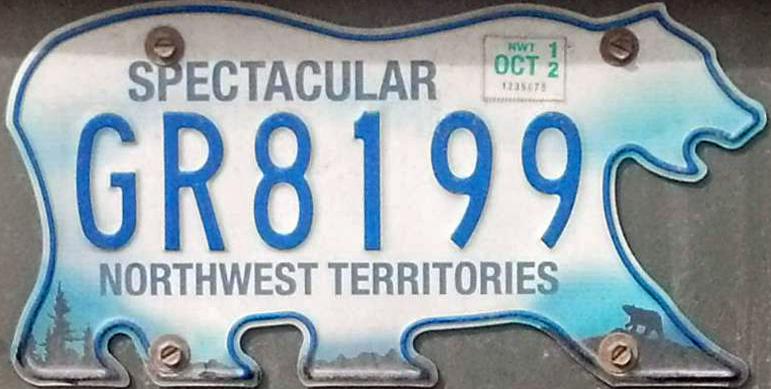 SPECTACULAR
NWT 1
OCT 2
GR8199
NORTHWEST TERRITORIES